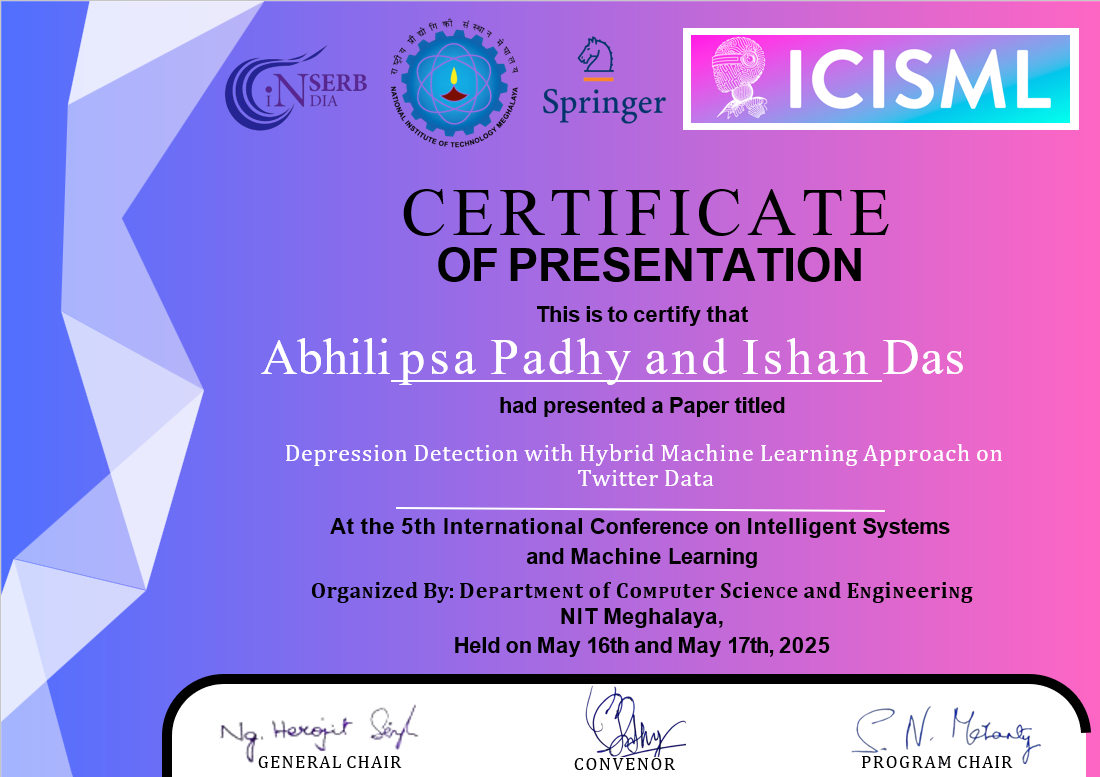 iNSERB
INDIA
राष्ट्रीय प्रौद्योगिकी संस्थान मेघालय
NATIONAL INSTITUTE OF TECHNOLOGY MEGHALAYA
Springer
ICISML
CERTIFICATE
OF PRESENTATION
This is to certify that
Abhilipsa Padhy and Ishan Das
had presented a Paper titled
Depression Detection with Hybrid Machine Learning Approach on
Twitter Data
At the 5th International Conference on Intelligent Systems
and Machine Learning
Organized By: Department of Computer Science and Engineering
NIT Meghalaya,
Held on May 16th and May 17th, 2025
Ng. Herojit Singh
S. N. Mohanty
GENERAL CHAIR
CONVENOR
PROGRAM CHAIR